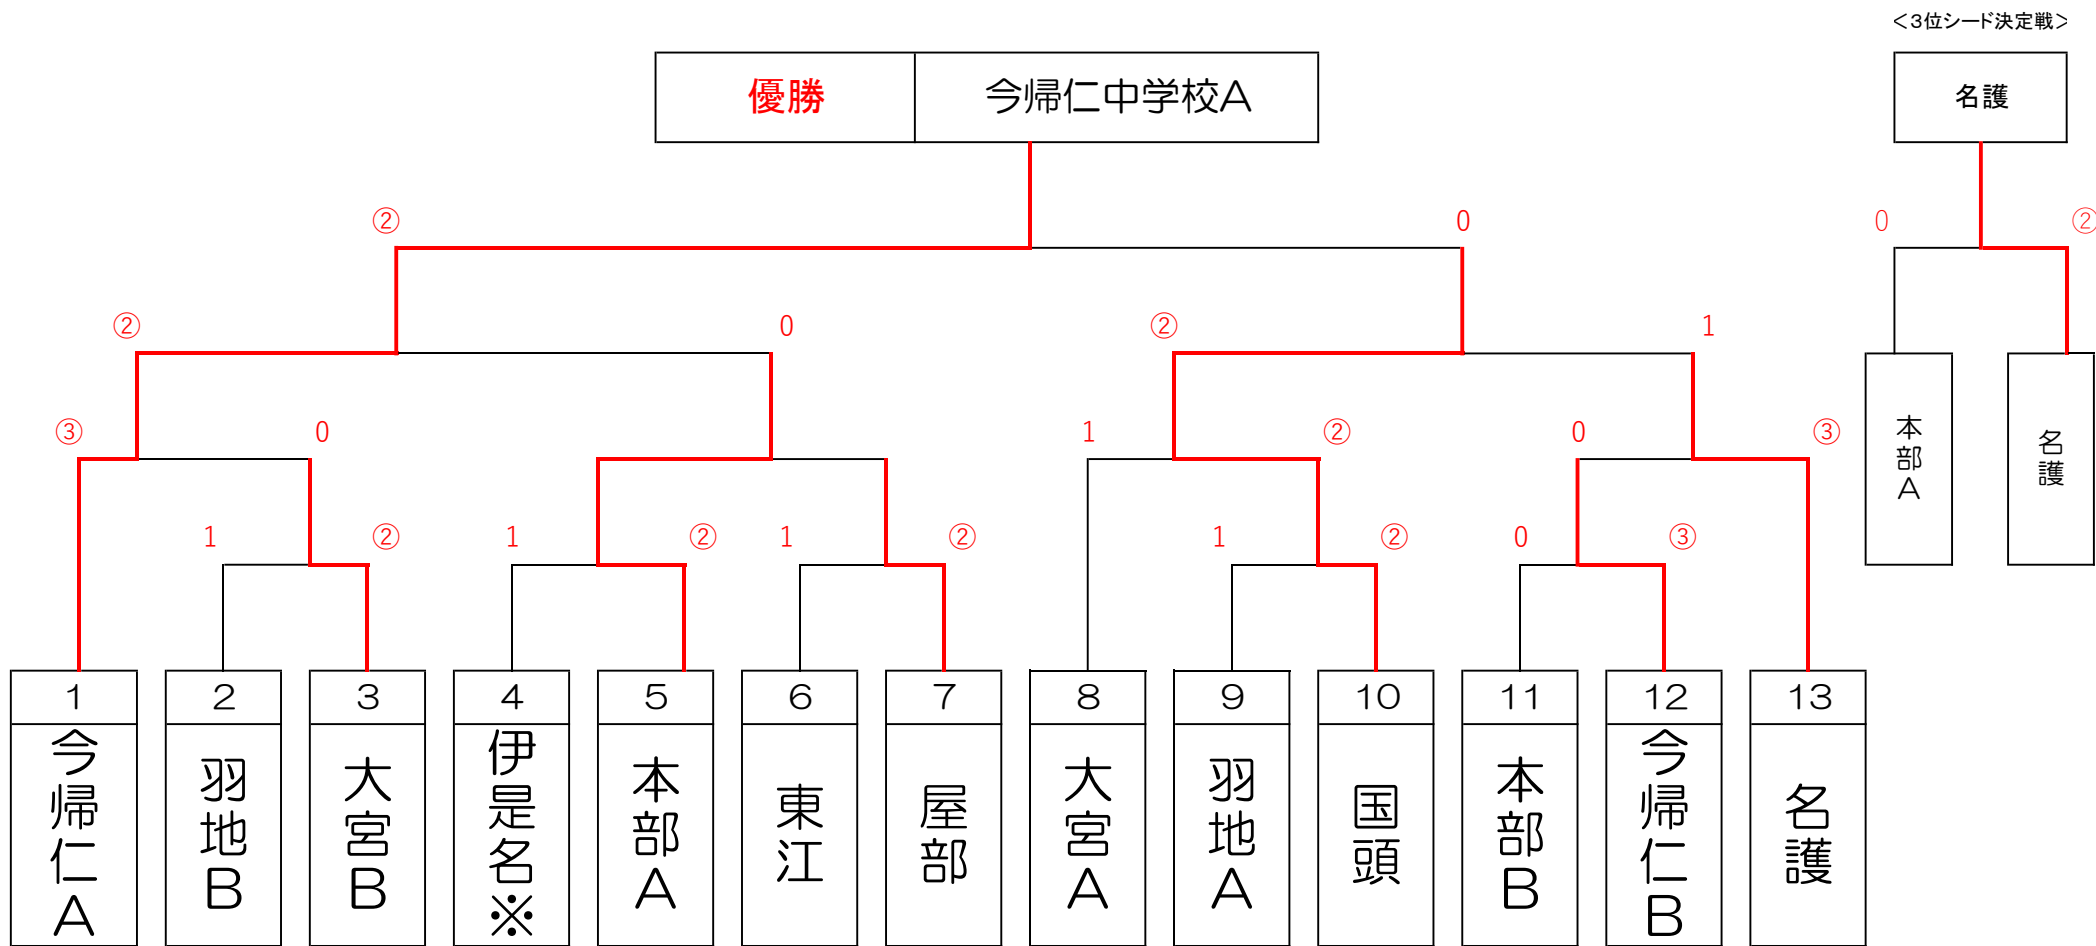 ＜3位シード決定戦＞
優勝 今帰仁中学校A
名護
② 0
0 ②
② 0 ② 1
③ 0 1 ② 0 ③
本部A
名護
1 ② 1 ② 1 ② 1 ② 0 ③
1 2 3 4 5 6 7 8 9 10 11 12 13
今帰仁A
羽地B
大宮B
伊是名※
本部A
東江
屋部
大宮A
羽地A
国頭
本部B
今帰仁B
名護